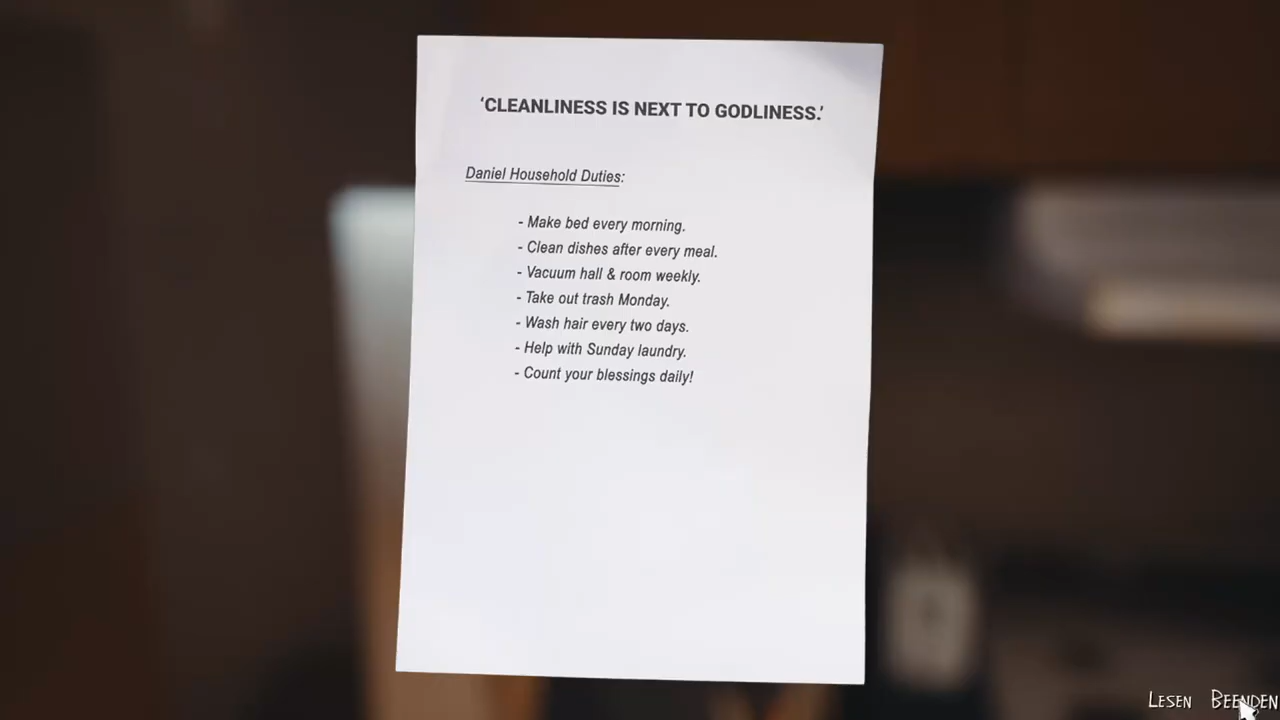 ‘CLEANLINESS IS NEXT TO GODLINESS.’
Daniel Household Duties:
- Make bed every morning.
- Clean dishes after every meal.
- Vacuum hall & room weekly.
- Take out trash Monday.
- Wash hair every two days.
- Help with Sunday laundry.
- Count your blessings daily!
LESEN BEENDEN